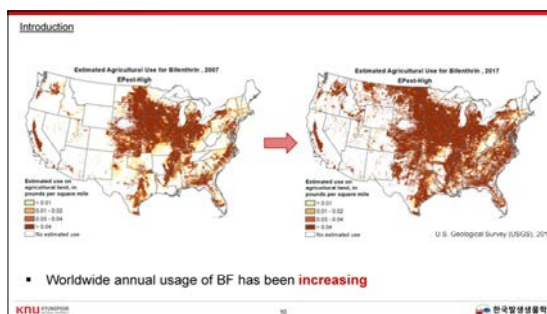 Introduction
Estimated Agricultural Use for Bifenthrin , 2007
EPest-High
Estimated use on
agricultural land, in
pounds per square mile
< 0.01
0.01 - 0.02
0.03 - 0.04
> 0.04
No estimated use
Estimated Agricultural Use for Bifenthrin , 2017
EPest-High
Estimated use on
agricultural land, in
pounds per square mile
< 0.01
0.01 - 0.02
0.03 - 0.04
> 0.04
No estimated use
U.S. Geological Survey (USGS), 201
▪ Worldwide annual usage of BF has been increasing
KNU
10
한국발생생물학